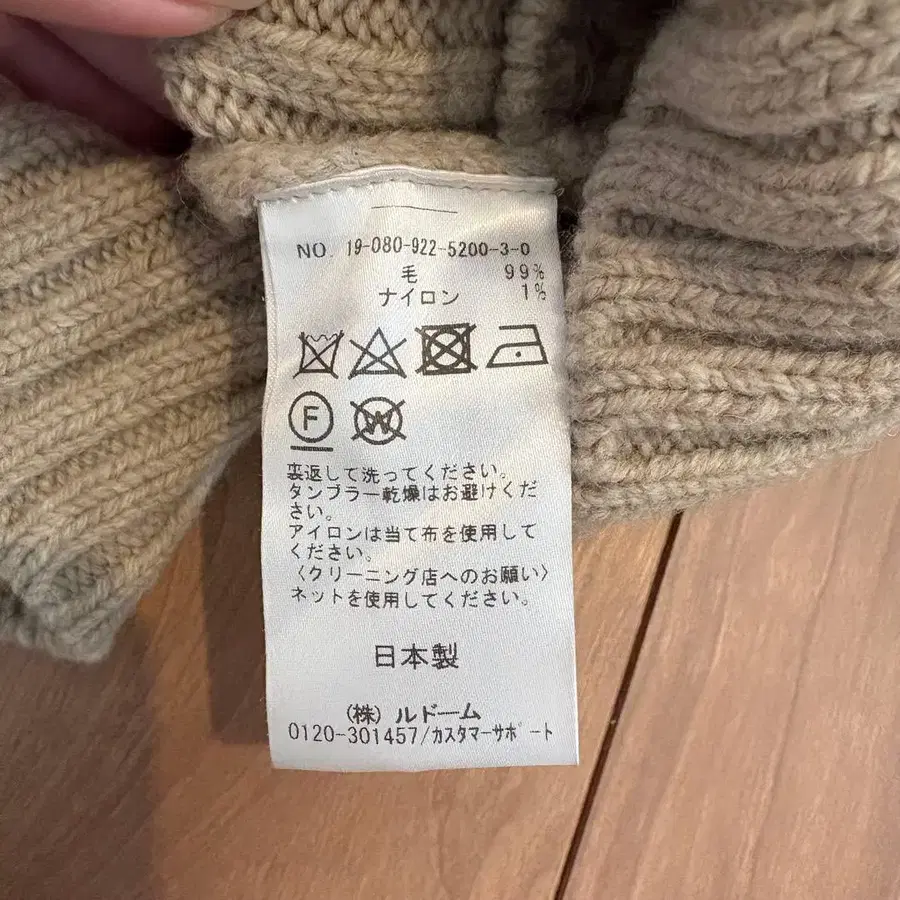 NO. 19-080-922-5200-3-0
毛 99%
ナイロン 1%
F
W
裏返して洗ってください。
タンブラー乾燥はお避けくだ
さい。
アイロンは当て布を使用して
ください。
〈クリーニング店へのお願い〉
ネットを使用してください。
日本製
(株) ルドーム
0120-301457/カスタマーサポート